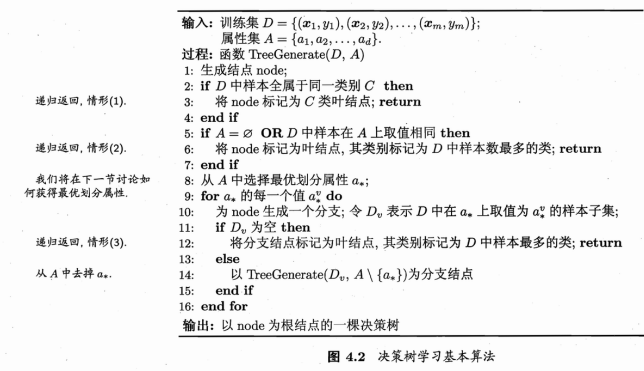 输入: 训练集 D = {(x₁, y₁), (x₂, y₂), . . . , (xₘ, yₘ)};
属性集 A = {a₁, a₂, . . . , a_d}.
过程: 函数 TreeGenerate(D, A)
1: 生成结点 node;
2: if D 中样本全属于同一类别 C then
递归返回, 情形(1).
3: 将 node 标记为 C 类叶结点; return
4: end if
5: if A = ∅ OR D 中样本在 A 上取值相同 then
递归返回, 情形(2).
6: 将 node 标记为叶结点, 其类别标记为 D 中样本数最多的类; return
7: end if
我们将在下一节讨论如
何获得最优划分属性.
8: 从 A 中选择最优划分属性 a_*;
9: for a_* 的每一个值 a_*^v do
10: 为 node 生成一个分支; 令 D_v 表示 D 中在 a_* 上取值为 a_*^v 的样本子集;
11: if D_v 为空 then
递归返回, 情形(3).
12: 将分支结点标记为叶结点, 其类别标记为 D 中样本最多的类; return
13: else
从 A 中去掉 a_*.
14: 以 TreeGenerate(D_v, A \ {a_*})为分支结点
15: end if
16: end for
输出: 以 node 为根结点的一棵决策树
图 4.2 决策树学习基本算法